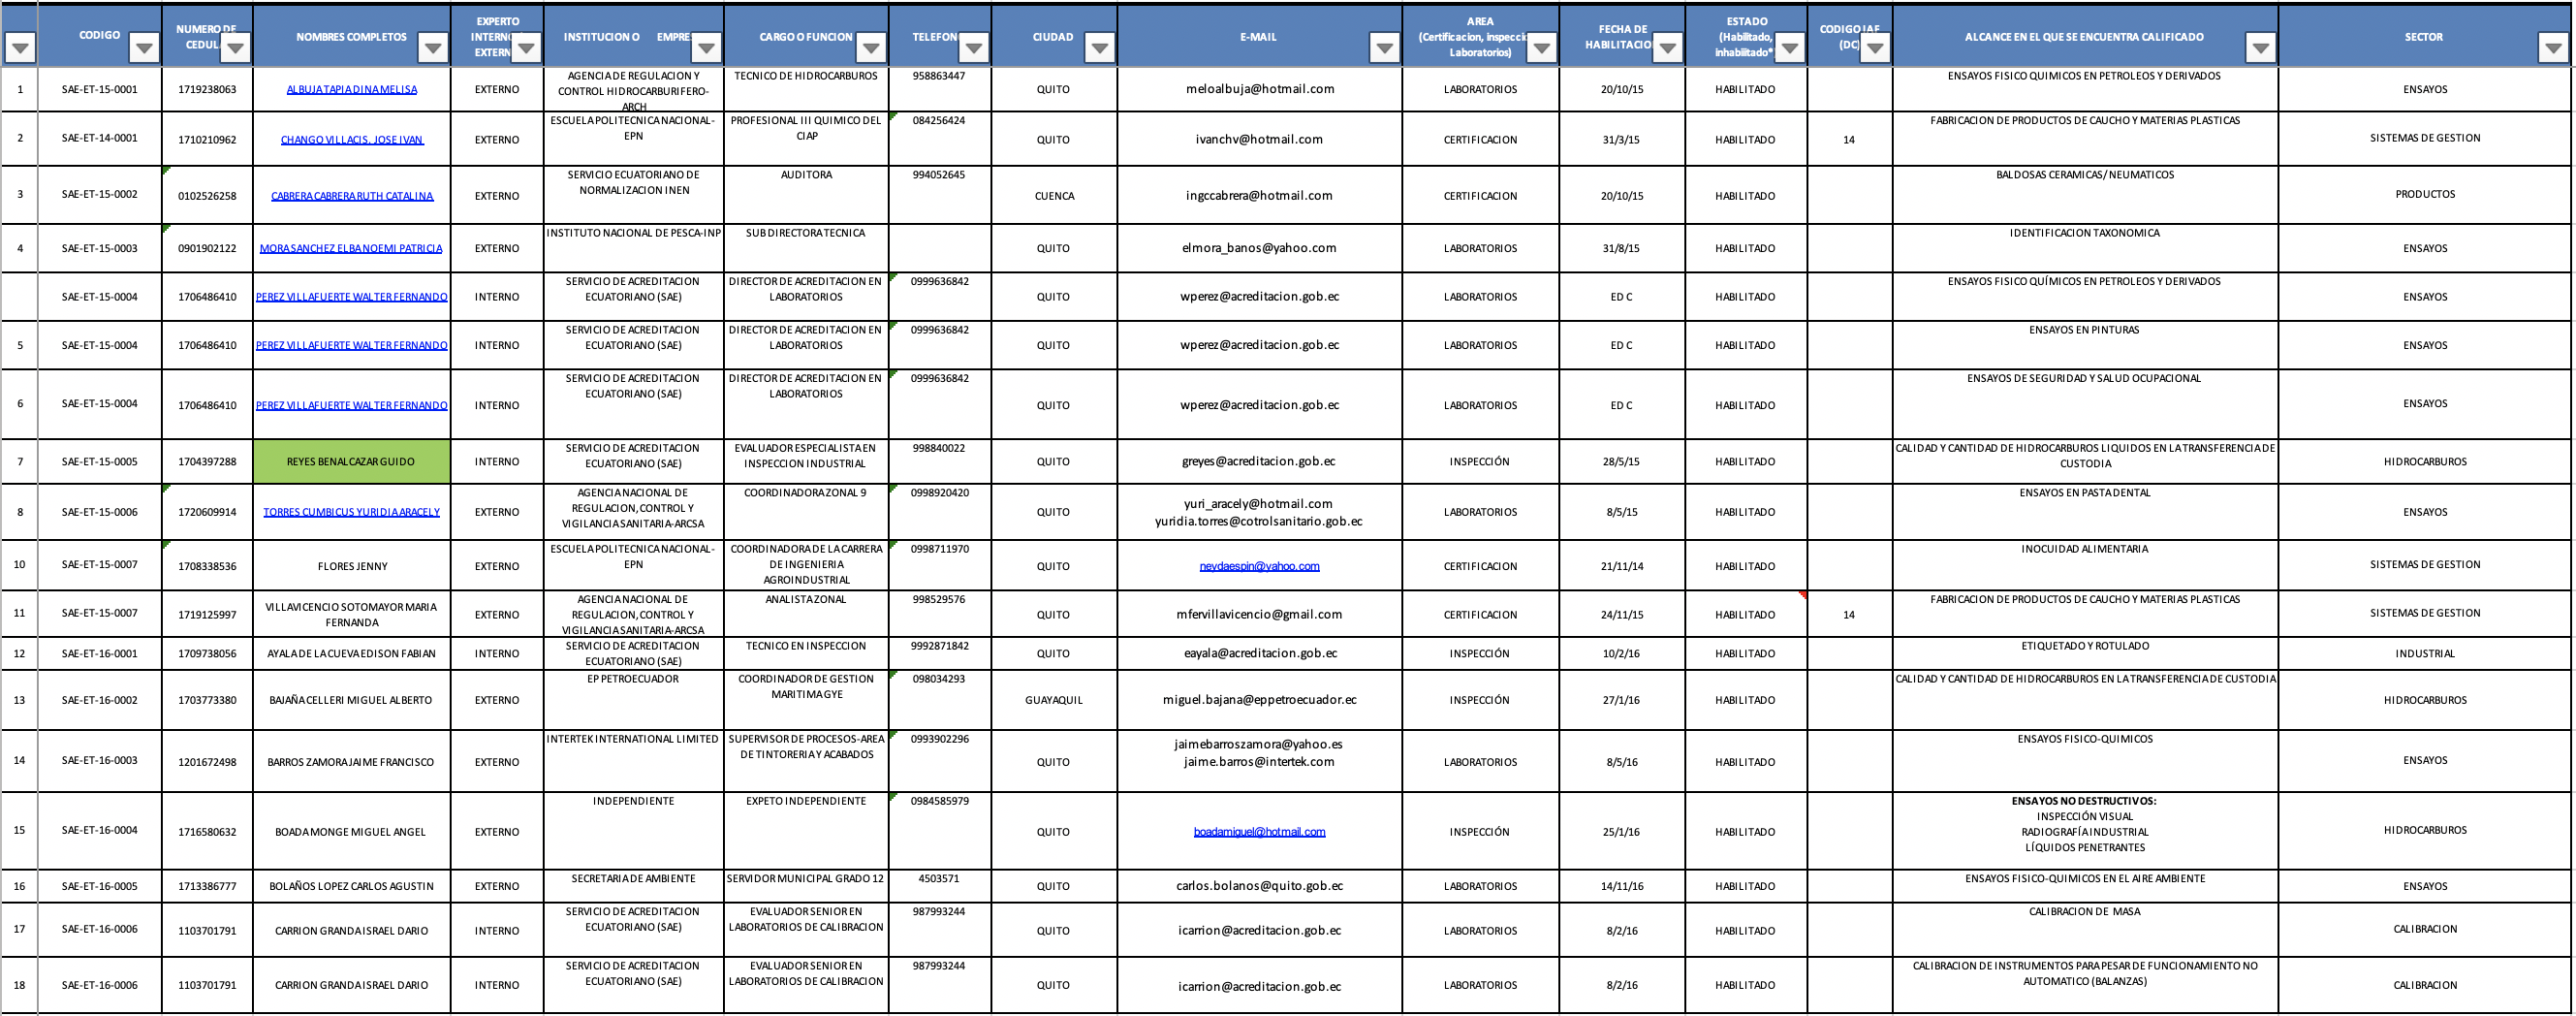 CODIGO
NUMERO DE
CEDULA
NOMBRES COMPLETOS
EXPERTO
INTERNO
EXTERN
INSTITUCION O EMPRES
CARGO O FUNCION
TELEFON
CIUDAD
E-MAIL
AREA
(Certificacion, inspeccio
Laboratorios)
FECHA DE
HABILITACIO
ESTADO
(Habilitado,
inhabilitado*
CODIGO IAF
(DC)
ALCANCE EN EL QUE SE ENCUENTRA CALIFICADO
SECTOR
1
SAE-ET-15-0001
1719238063
ALBUJA TAPIA DINA MELISA
EXTERNO
AGENCIA DE REGULACION Y
CONTROL HIDROCARBURIFERO-
ARCH
TECNICO DE HIDROCARBUROS
958863447
QUITO
meloalbuja@hotmail.com
LABORATORIOS
20/10/15
HABILITADO
ENSAYOS FISICO QUIMICOS EN PETROLEOS Y DERIVADOS
ENSAYOS
2
SAE-ET-14-0001
1710210962
CHANGO VILLACIS, JOSE IVAN
EXTERNO
ESCUELA POLITECNICA NACIONAL-
EPN
PROFESIONAL III QUIMICO DEL
CIAP
084256424
QUITO
ivanchv@hotmail.com
CERTIFICACION
31/3/15
HABILITADO
14
FABRICACION DE PRODUCTOS DE CAUCHO Y MATERIAS PLASTICAS
SISTEMAS DE GESTION
3
SAE-ET-15-0002
0102526258
CABRERA CABRERA RUTH CATALINA
EXTERNO
SERVICIO ECUATORIANO DE
NORMALIZACION INEN
AUDITORA
994052645
CUENCA
ingccabrera@hotmail.com
CERTIFICACION
20/10/15
HABILITADO
BALDOSAS CERAMICAS/ NEUMATICOS
PRODUCTOS
4
SAE-ET-15-0003
0901902122
MORA SANCHEZ ELBA NOEMI PATRICIA
EXTERNO
INSTITUTO NACIONAL DE PESCA-INP
SUBDIRECTORA TECNICA
QUITO
elmora_banos@yahoo.com
LABORATORIOS
31/8/15
HABILITADO
IDENTIFICACION TAXONOMICA
ENSAYOS
SAE-ET-15-0004
1706486410
PEREZ VILLAFUERTE WALTER FERNANDO
INTERNO
SERVICIO DE ACREDITACION
ECUATORIANO (SAE)
DIRECTOR DE ACREDITACION EN
LABORATORIOS
0999636842
QUITO
wperez@acreditacion.gob.ec
LABORATORIOS
ED C
HABILITADO
ENSAYOS FISICO QUÍMICOS EN PETROLEOS Y DERIVADOS
ENSAYOS
5
SAE-ET-15-0004
1706486410
PEREZ VILLAFUERTE WALTER FERNANDO
INTERNO
SERVICIO DE ACREDITACION
ECUATORIANO (SAE)
DIRECTOR DE ACREDITACION EN
LABORATORIOS
0999636842
QUITO
wperez@acreditacion.gob.ec
LABORATORIOS
ED C
HABILITADO
ENSAYOS EN PINTURAS
ENSAYOS
6
SAE-ET-15-0004
1706486410
PEREZ VILLAFUERTE WALTER FERNANDO
INTERNO
SERVICIO DE ACREDITACION
ECUATORIANO (SAE)
DIRECTOR DE ACREDITACION EN
LABORATORIOS
0999636842
QUITO
wperez@acreditacion.gob.ec
LABORATORIOS
ED C
HABILITADO
ENSAYOS DE SEGURIDAD Y SALUD OCUPACIONAL
ENSAYOS
7
SAE-ET-15-0005
1704397288
REYES BENALCAZAR GUIDO
INTERNO
SERVICIO DE ACREDITACION
ECUATORIANO (SAE)
EVALUADOR ESPECIALISTA EN
INSPECCION INDUSTRIAL
998840022
QUITO
greyes@acreditacion.gob.ec
INSPECCIÓN
28/5/15
HABILITADO
CALIDAD Y CANTIDAD DE HIDROCARBUROS LIQUIDOS EN LA TRANSFERENCIA DE
CUSTODIA
HIDROCARBUROS
8
SAE-ET-15-0006
1720609914
TORRES CUMBICUS YURIDIA ARACELY
EXTERNO
AGENCIA NACIONAL DE
REGULACION, CONTROL Y
VIGILANCIA SANITARIA-ARCSA
COORDINADORA ZONAL 9
0998920420
QUITO
yuri_aracely@hotmail.com
yuridia.torres@cotrolsanitario.gob.ec
LABORATORIOS
8/5/15
HABILITADO
ENSAYOS EN PASTA DENTAL
ENSAYOS
10
SAE-ET-15-0007
1708338536
FLORES JENNY
EXTERNO
ESCUELA POLITECNICA NACIONAL-
EPN
COORDINADORA DE LA CARRERA
DE INGENIERIA
AGROINDUSTRIAL
0998711970
QUITO
neydaespin@yahoo.com
CERTIFICACION
21/11/14
HABILITADO
INOCUIDAD ALIMENTARIA
SISTEMAS DE GESTION
11
SAE-ET-15-0007
1719125997
VILLAVICENCIO SOTOMAYOR MARIA
FERNANDA
EXTERNO
AGENCIA NACIONAL DE
REGULACION, CONTROL Y
VIGILANCIA SANITARIA-ARCSA
ANALISTA ZONAL
998529576
QUITO
mfervillavicencio@gmail.com
CERTIFICACION
24/11/15
HABILITADO
14
FABRICACION DE PRODUCTOS DE CAUCHO Y MATERIAS PLASTICAS
SISTEMAS DE GESTION
12
SAE-ET-16-0001
1709738056
AYALA DE LA CUEVA EDISON FABIAN
INTERNO
SERVICIO DE ACREDITACION
ECUATORIANO (SAE)
TECNICO EN INSPECCION
9992871842
QUITO
eayala@acreditacion.gob.ec
INSPECCIÓN
10/2/16
HABILITADO
ETIQUETADO Y ROTULADO
INDUSTRIAL
13
SAE-ET-16-0002
1703773380
BAJAÑA CELLERI MIGUEL ALBERTO
EXTERNO
EP PETROECUADOR
COORDINADOR DE GESTION
MARITIMA GYE
098034293
GUAYAQUIL
miguel.bajana@eppetroecuador.ec
INSPECCIÓN
27/1/16
HABILITADO
CALIDAD Y CANTIDAD DE HIDROCARBUROS EN LA TRANSFERENCIA DE CUSTODIA
HIDROCARBUROS
14
SAE-ET-16-0003
1201672498
BARROS ZAMORA JAIME FRANCISCO
EXTERNO
INTERTEK INTERNATIONAL LIMITED
SUPERVISOR DE PROCESOS-AREA
DE TINTORERIA Y ACABADOS
0993902296
QUITO
jaimebarroszamora@yahoo.es
jaime.barros@intertek.com
LABORATORIOS
8/5/16
HABILITADO
ENSAYOS FISICO-QUIMICOS
ENSAYOS
15
SAE-ET-16-0004
1716580632
BOADA MONGE MIGUEL ANGEL
EXTERNO
INDEPENDIENTE
EXPETO INDEPENDIENTE
0984585979
QUITO
boadamiguel@hotmail.com
INSPECCIÓN
25/1/16
HABILITADO
ENSAYOS NO DESTRUCTIVOS:
INSPECCIÓN VISUAL
RADIOGRAFÍA INDUSTRIAL
LÍQUIDOS PENETRANTES
HIDROCARBUROS
16
SAE-ET-16-0005
1713386777
BOLAÑOS LOPEZ CARLOS AGUSTIN
EXTERNO
SECRETARIA DE AMBIENTE
SERVIDOR MUNICIPAL GRADO 12
4503571
QUITO
carlos.bolanos@quito.gob.ec
LABORATORIOS
14/11/16
HABILITADO
ENSAYOS FISICO-QUIMICOS EN EL AIRE AMBIENTE
ENSAYOS
17
SAE-ET-16-0006
1103701791
CARRION GRANDA ISRAEL DARIO
INTERNO
SERVICIO DE ACREDITACION
ECUATORIANO (SAE)
EVALUADOR SENIOR EN
LABORATORIOS DE CALIBRACION
987993244
QUITO
icarrion@acreditacion.gob.ec
LABORATORIOS
8/2/16
HABILITADO
CALIBRACION DE MASA
CALIBRACION
18
SAE-ET-16-0006
1103701791
CARRION GRANDA ISRAEL DARIO
INTERNO
SERVICIO DE ACREDITACION
ECUATORIANO (SAE)
EVALUADOR SENIOR EN
LABORATORIOS DE CALIBRACION
987993244
QUITO
icarrion@acreditacion.gob.ec
LABORATORIOS
8/2/16
HABILITADO
CALIBRACION DE INSTRUMENTOS PARA PESAR DE FUNCIONAMIENTO NO
AUTOMATICO (BALANZAS)
CALIBRACION